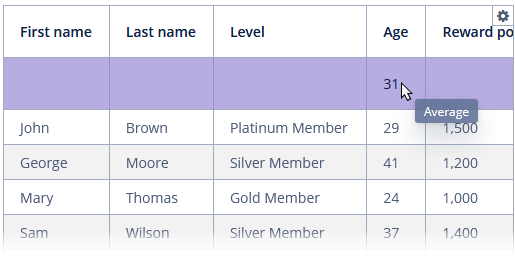 First name Last name Level Age Reward po
31
Average
John Brown Platinum Member 29 1,500
George Moore Silver Member 41 1,200
Mary Thomas Gold Member 24 1,000
Sam Wilson Silver Member 37 1,400